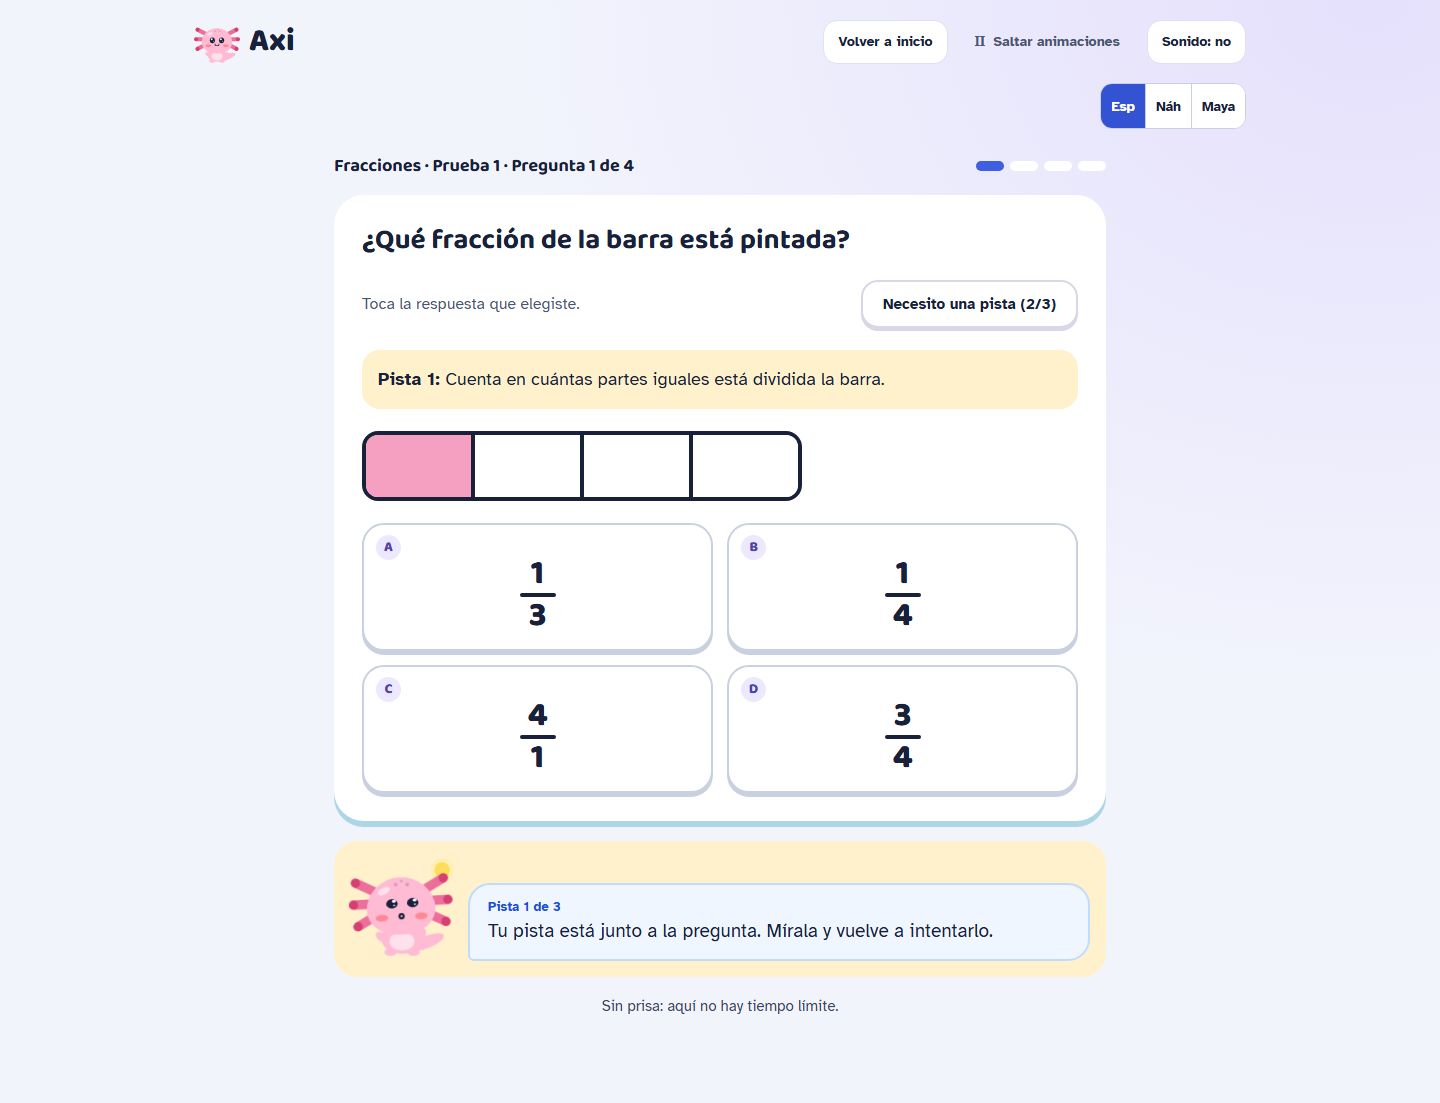 Axi
Volver a inicio
Saltar animaciones
Sonido: no
Esp
Náh
Maya
Fracciones · Prueba 1 · Pregunta 1 de 4
¿Qué fracción de la barra está pintada?
Toca la respuesta que elegiste.
Necesito una pista (2/3)
Pista 1: Cuenta en cuántas partes iguales está dividida la barra.
A
1
3
B
1
4
C
4
1
D
3
4
Pista 1 de 3
Tu pista está junto a la pregunta. Mírala y vuelve a intentarlo.
Sin prisa: aquí no hay tiempo límite.